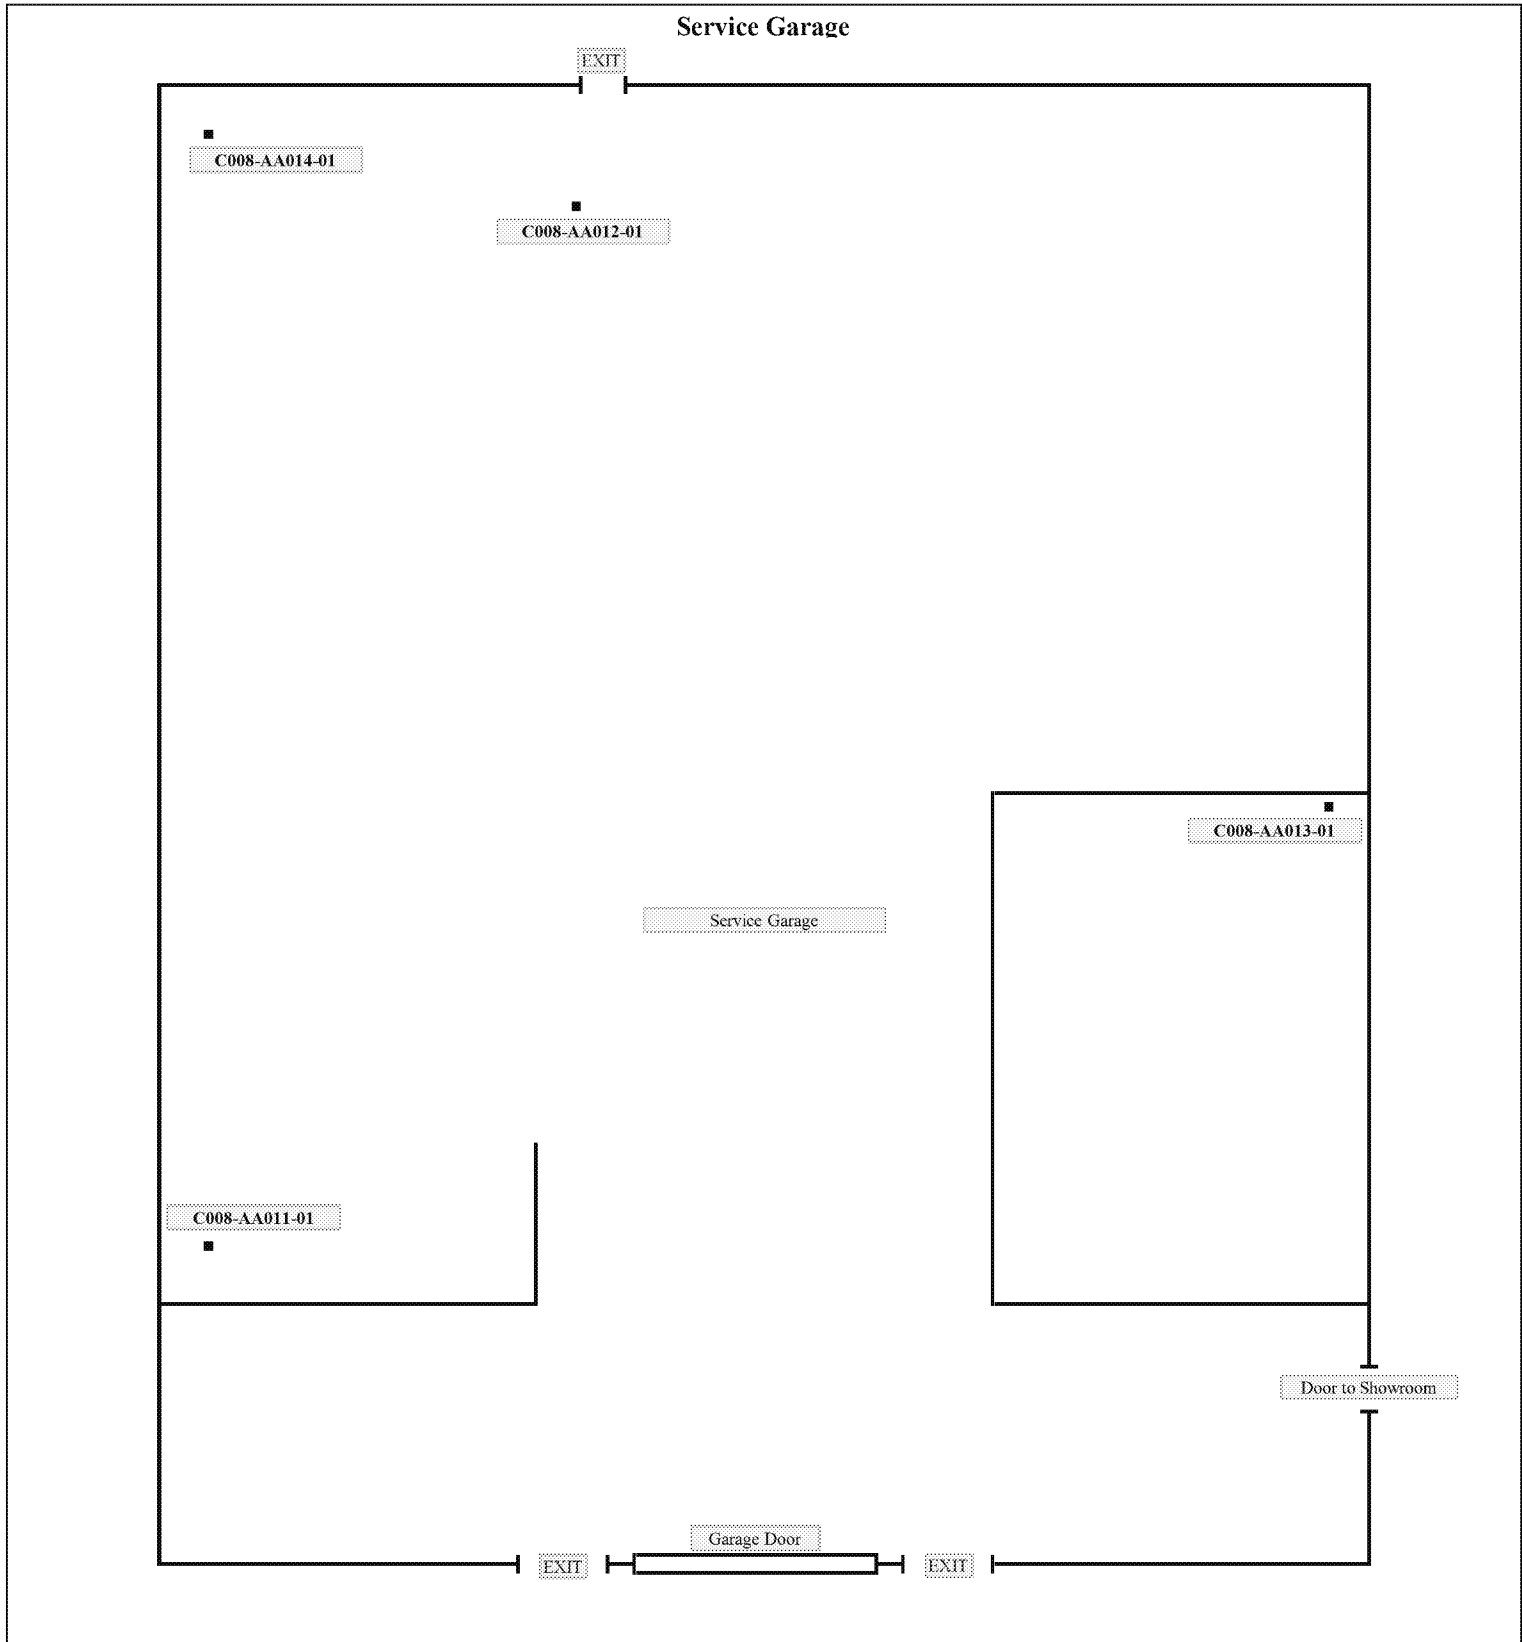 Service Garage
EXIT
C008-AA014-01
C008-AA012-01
C008-AA013-01
Service Garage
C008-AA011-01
Door to Showroom
Garage Door
EXIT
EXIT